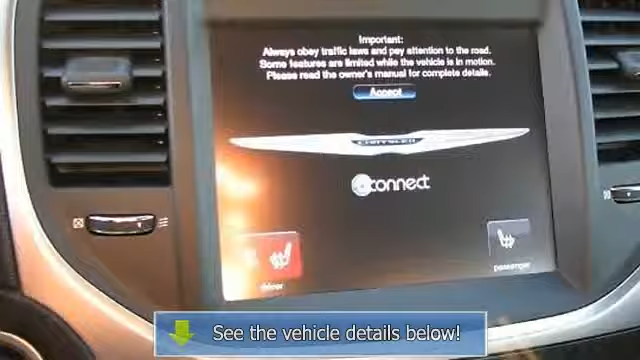 Important:
Always obey traffic laws and pay attention to the road.
Some features are limited while the vehicle is in motion.
Please read the owner's manual for complete details.
Accept
CHRYSLER
connect
driver
passenger
See the vehicle details below!